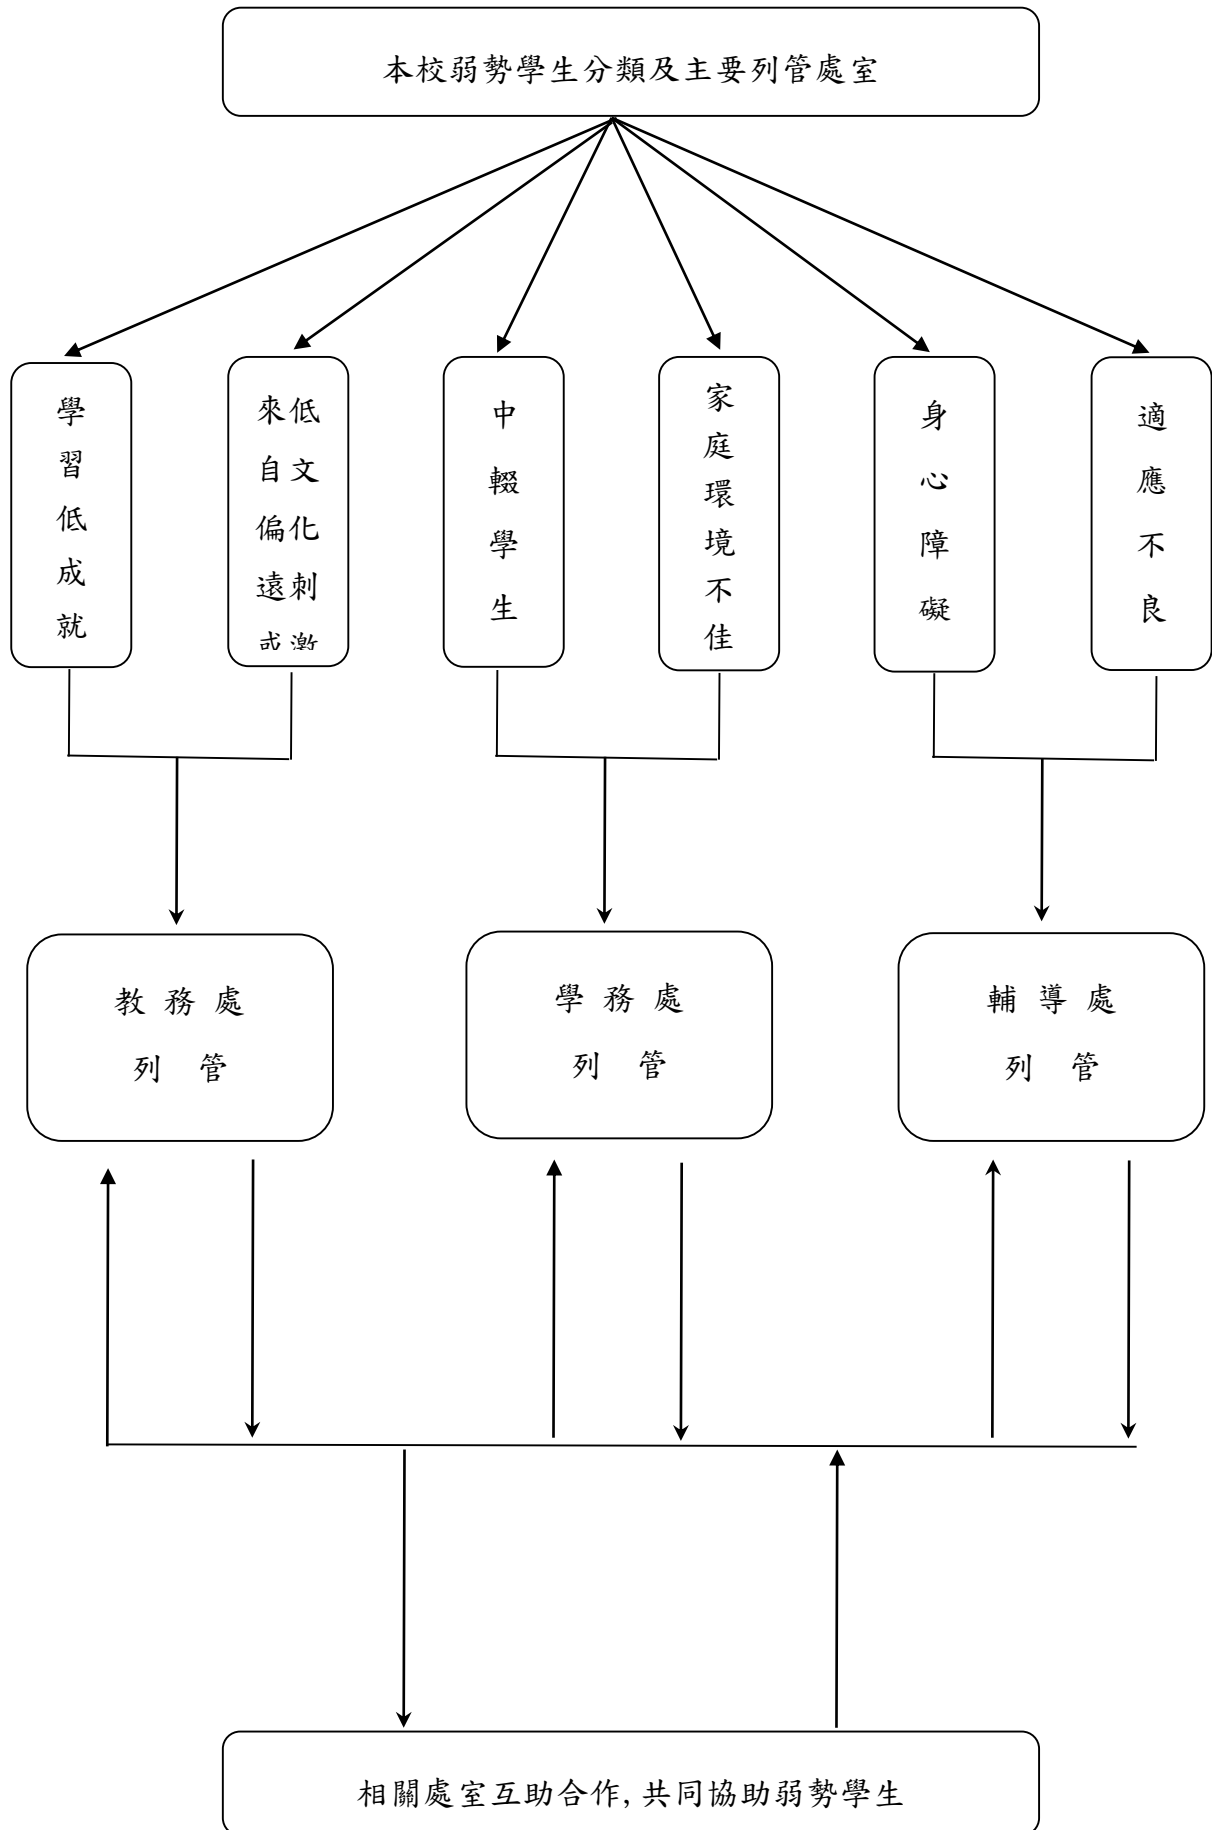 本校弱勢學生分類及主要列管處室
學習低成就
來自偏遠或
低文化刺激
中輟學生
家庭環境不佳
身心障礙
適應不良
教務處
列管
學務處
列管
輔導處
列管
相關處室互助合作,共同協助弱勢學生